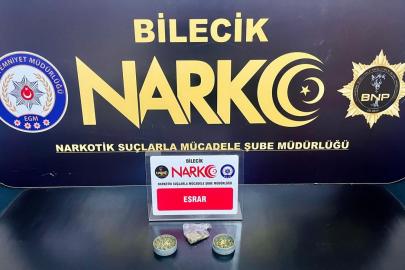 BİLECİK
NARKO
NARKOTİK SUÇLARLA MÜCADELE ŞUBE MÜDÜRLÜĞÜ
EMNİYET MÜDÜRLÜĞÜ
EGM
BNP
BİLECİK
NARKO
NARKOTİK SUÇLARLA MÜCADELE ŞUBE MÜDÜRLÜĞÜ
ESRAR